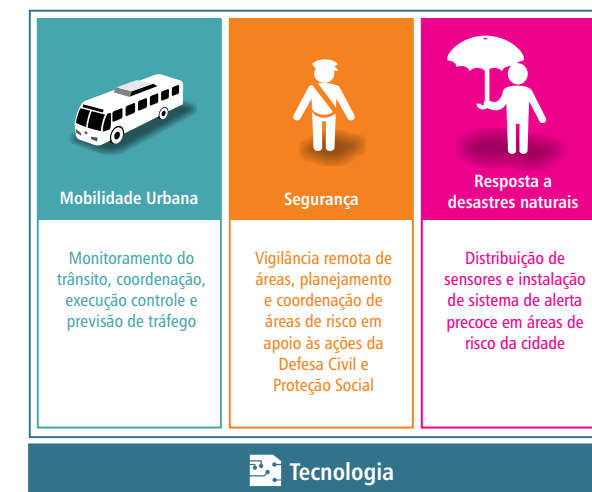 Mobilidade Urbana
Monitoramento do
trânsito, coordenação,
execução controle e
previsão de tráfego
Segurança
Vigilância remota de
áreas, planejamento
e coordenação de
áreas de risco em
apoio às ações da
Defesa Civil e
Proteção Social
Resposta a
desastres naturais
Distribuição de
sensores e instalação
de sistema de alerta
precoce em áreas de
risco da cidade
Tecnologia